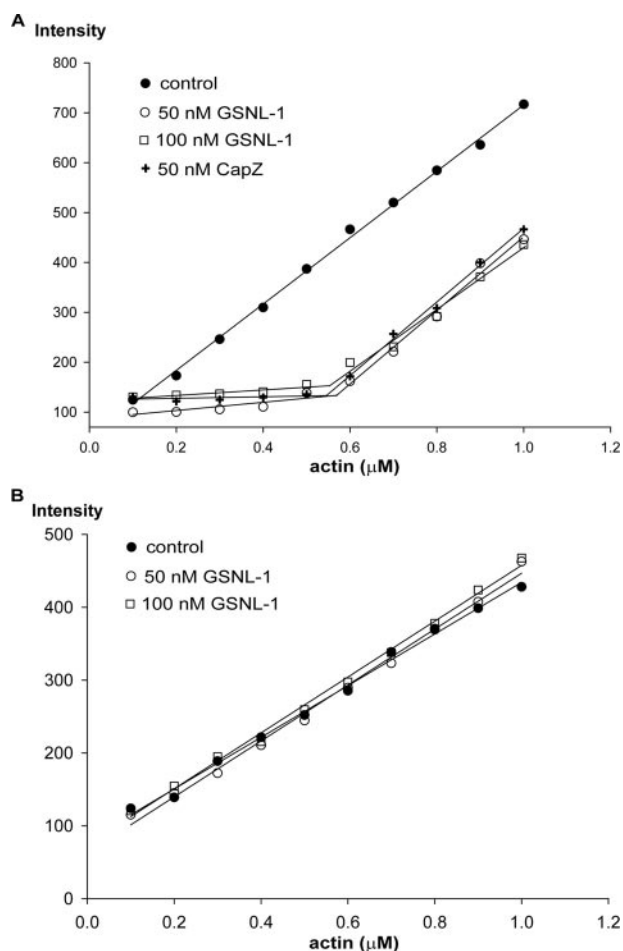 A
Intensity
control
50 nM GSNL-1
100 nM GSNL-1
50 nM CapZ
800
700
600
500
400
300
200
100
0.0 0.2 0.4 0.6 0.8 1.0 1.2
actin (μM)
B
Intensity
control
50 nM GSNL-1
100 nM GSNL-1
500
400
300
200
100
0
0.0 0.2 0.4 0.6 0.8 1.0 1.2
actin (μM)